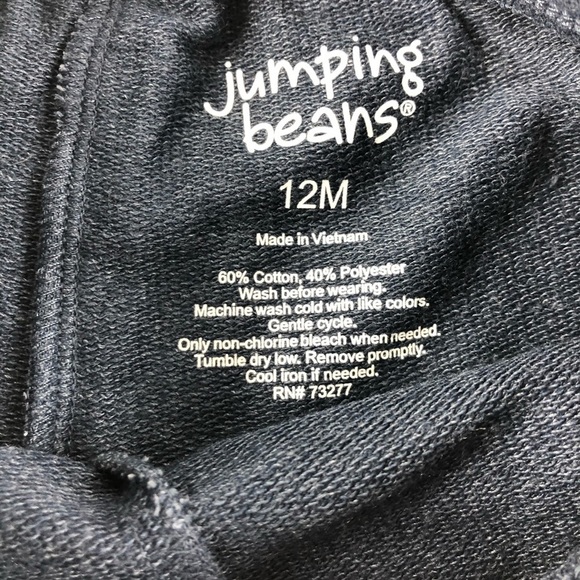 jumping
beans®
12M
Made in Vietnam
60% Cotton, 40% Polyester
Wash before wearing.
Machine wash cold with like colors.
Gentle cycle.
Only non-chlorine bleach when needed.
Tumble dry low. Remove promptly.
Cool iron if needed.
RN# 73277